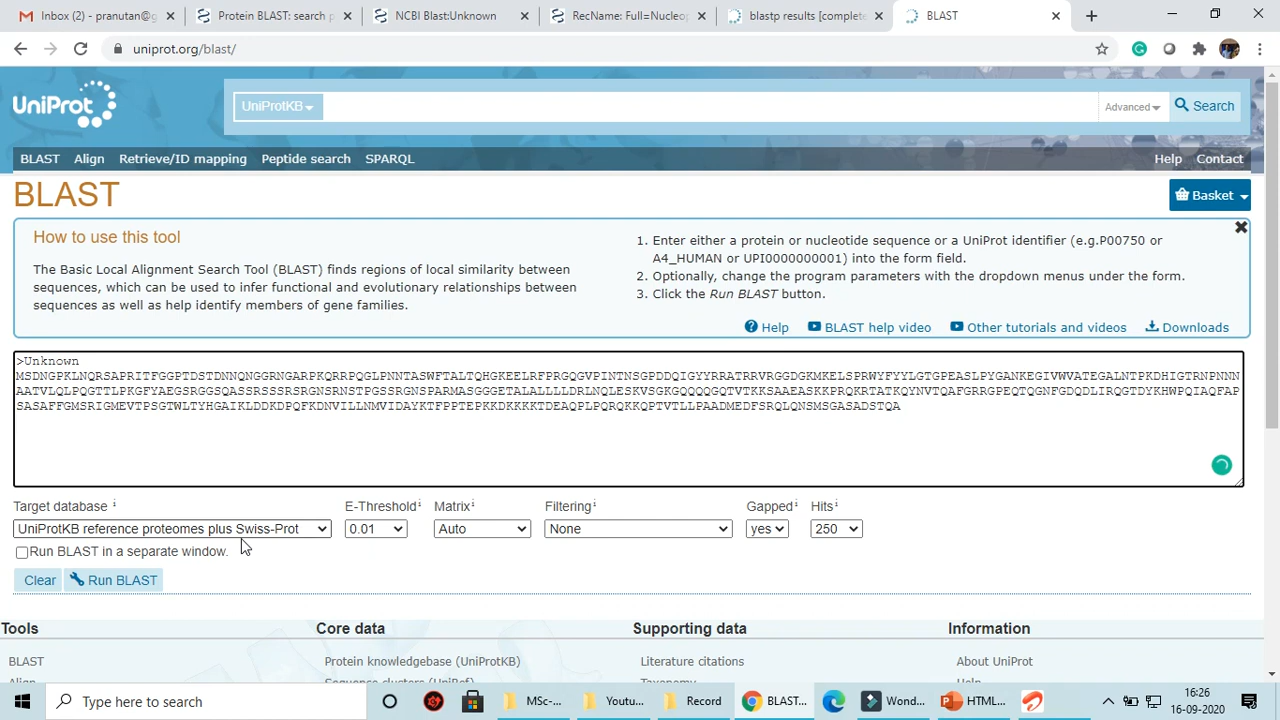 Inbox (2) - pranutan@g
Protein BLAST: search p
NCBI Blast:Unknown
RecName: Full=Nucleop
blastp results [complete
BLAST
uniprot.org/blast/
UniProt
UniProtKB
Advanced
Search
BLAST Align Retrieve/ID mapping Peptide search SPARQL
Help Contact
BLAST
Basket
How to use this tool
The Basic Local Alignment Search Tool (BLAST) finds regions of local similarity between
sequences, which can be used to infer functional and evolutionary relationships between
sequences as well as help identify members of gene families.
1. Enter either a protein or nucleotide sequence or a UniProt identifier (e.g.P00750 or
A4_HUMAN or UPI0000000001) into the form field.
2. Optionally, change the program parameters with the dropdown menus under the form.
3. Click the Run BLAST button.
Help BLAST help video Other tutorials and videos Downloads
>Unknown
MSDNGPKLNQRSAPRITFGGPTDSTDNNQNGGRNGARPKQRRPQGLPNNTASWFTALTQHGKEELRFPRGQGVPINTNSGPDDQIGYYRRATRRVRGGDGKMKELSPRWYFYYLGTGPEASLPYGANKEGIVWVATEGALNTPKDHIGTRNPNNN
AATVLQLPQGTTLPKGFYAEGSRGGSQASSRSSSRSRGNSRNSTPGSSRGNSPARMASGGGETALALLLLDRLNQLESKVSGKGQQQQGQTVTKKSAAEASKKPRQKRTATKQYNVTQAFGRRGPEQTQGNFGDQDLIRQGTDYKHWPQIAQFAP
SASAFFGMSRIGMEVTPSGTWLTYHGAIKLDDKDPQFKDNVILLNMVIDAYKTFPPTEPKKDKKKKTDEAQPLPQRQKKQPTVTLLPAADMEDFSRQLQNSMSGASADSTQA
Target database E-Threshold Matrix Filtering Gapped Hits
UniProtKB reference proteomes plus Swiss-Prot 0.01 Auto None yes 250
Run BLAST in a separate window.
Clear Run BLAST
Tools Core data Supporting data Information
BLAST Protein knowledgebase (UniProtKB) Literature citations About UniProt
Type here to search
MSc-...
Youtu...
Record
BLAST...
Wond...
HTML...
16:26
16-09-2020